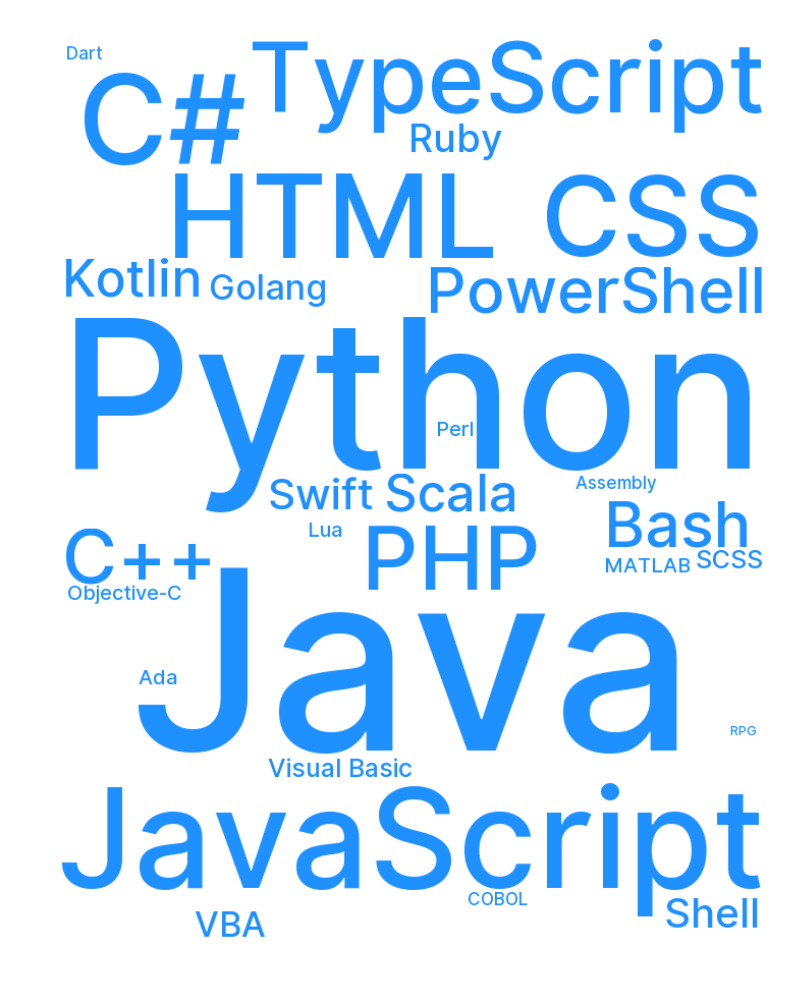 Dart
TypeScript
C#
Ruby
HTML
CSS
Kotlin
Golang
PowerShell
Python
Perl
Swift
Scala
Assembly
Bash
Lua
PHP
C++
SCSS
MATLAB
Objective-C
Java
Ada
RPG
Visual Basic
JavaScript
COBOL
Shell
VBA